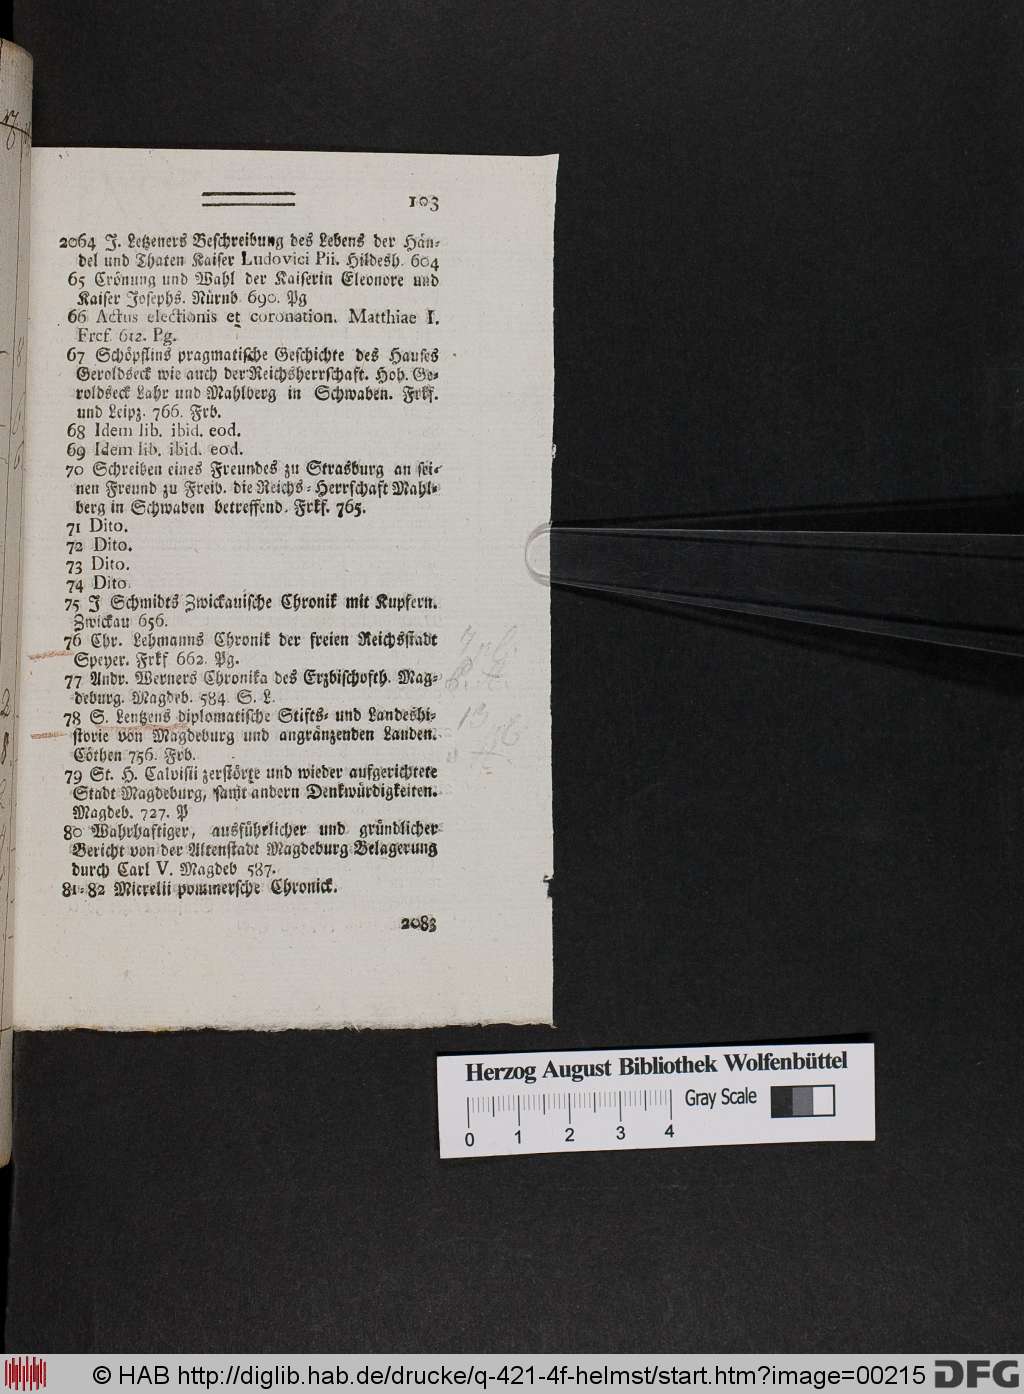 103
2064 J. Letzeners Beschreibung des Lebens der Hän-
del und Thaten Kaiser Ludovici Pii. Hildesh. 604
65 Crönung und Wahl der Kaiserin Eleonore und
Kaiser Josephs. Nürnb. 690. Pg
66 Actus electionis et coronation. Matthiae I.
Frcf. 612. Pg.
67 Schöpflins pragmatische Geschichte des Hauses
Geroldseck wie auch der Reichsherrschaft. Hoh. Ge-
roldseck Lahr und Mahlberg in Schwaben. Frkf.
und Leipz. 766. Frb.
68 Idem lib. ibid. eod.
69 Idem lib. ibid. eod.
70 Schreiben eines Freundes zu Strasburg an sei-
nen Freund zu Freib. die Reichs-Herrschaft Mahl-
berg in Schwaben betreffend. Frkf. 765.
71 Dito.
72 Dito.
73 Dito.
74 Dito.
75 J Schmidts Zwickauische Chronik mit Kupfern.
Zwickau 656.
76 Chr. Lehmanns Chronik der freien Reichsstadt
Speyer. Frkf 662. Pg.
77 Andr. Werners Chronika des Erzbischofth. Mag-
deburg. Magdeb. 584 S. L.
78 S. Lentzens diplomatische Stifts- und Landeshi-
storie von Magdeburg und angränzenden Landen.
Cöthen 756. Frb.
79 St. H. Calvisii zerstörte und wieder aufgerichtete
Stadt Magdeburg, samt andern Denkwürdigkeiten.
Magdeb. 727. P
80 Wahrhaftiger, ausführlicher und gründlicher
Bericht von der Altenstadt Magdeburg Belagerung
durch Carl V. Magdeb 587.
81-82 Micrelii pommersche Chronick.
2083
Herzog August Bibliothek Wolfenbüttel
Gray Scale
0 1 2 3 4
© HAB http://diglib.hab.de/drucke/q-421-4f-helmst/start.htm?image=00215
DFG